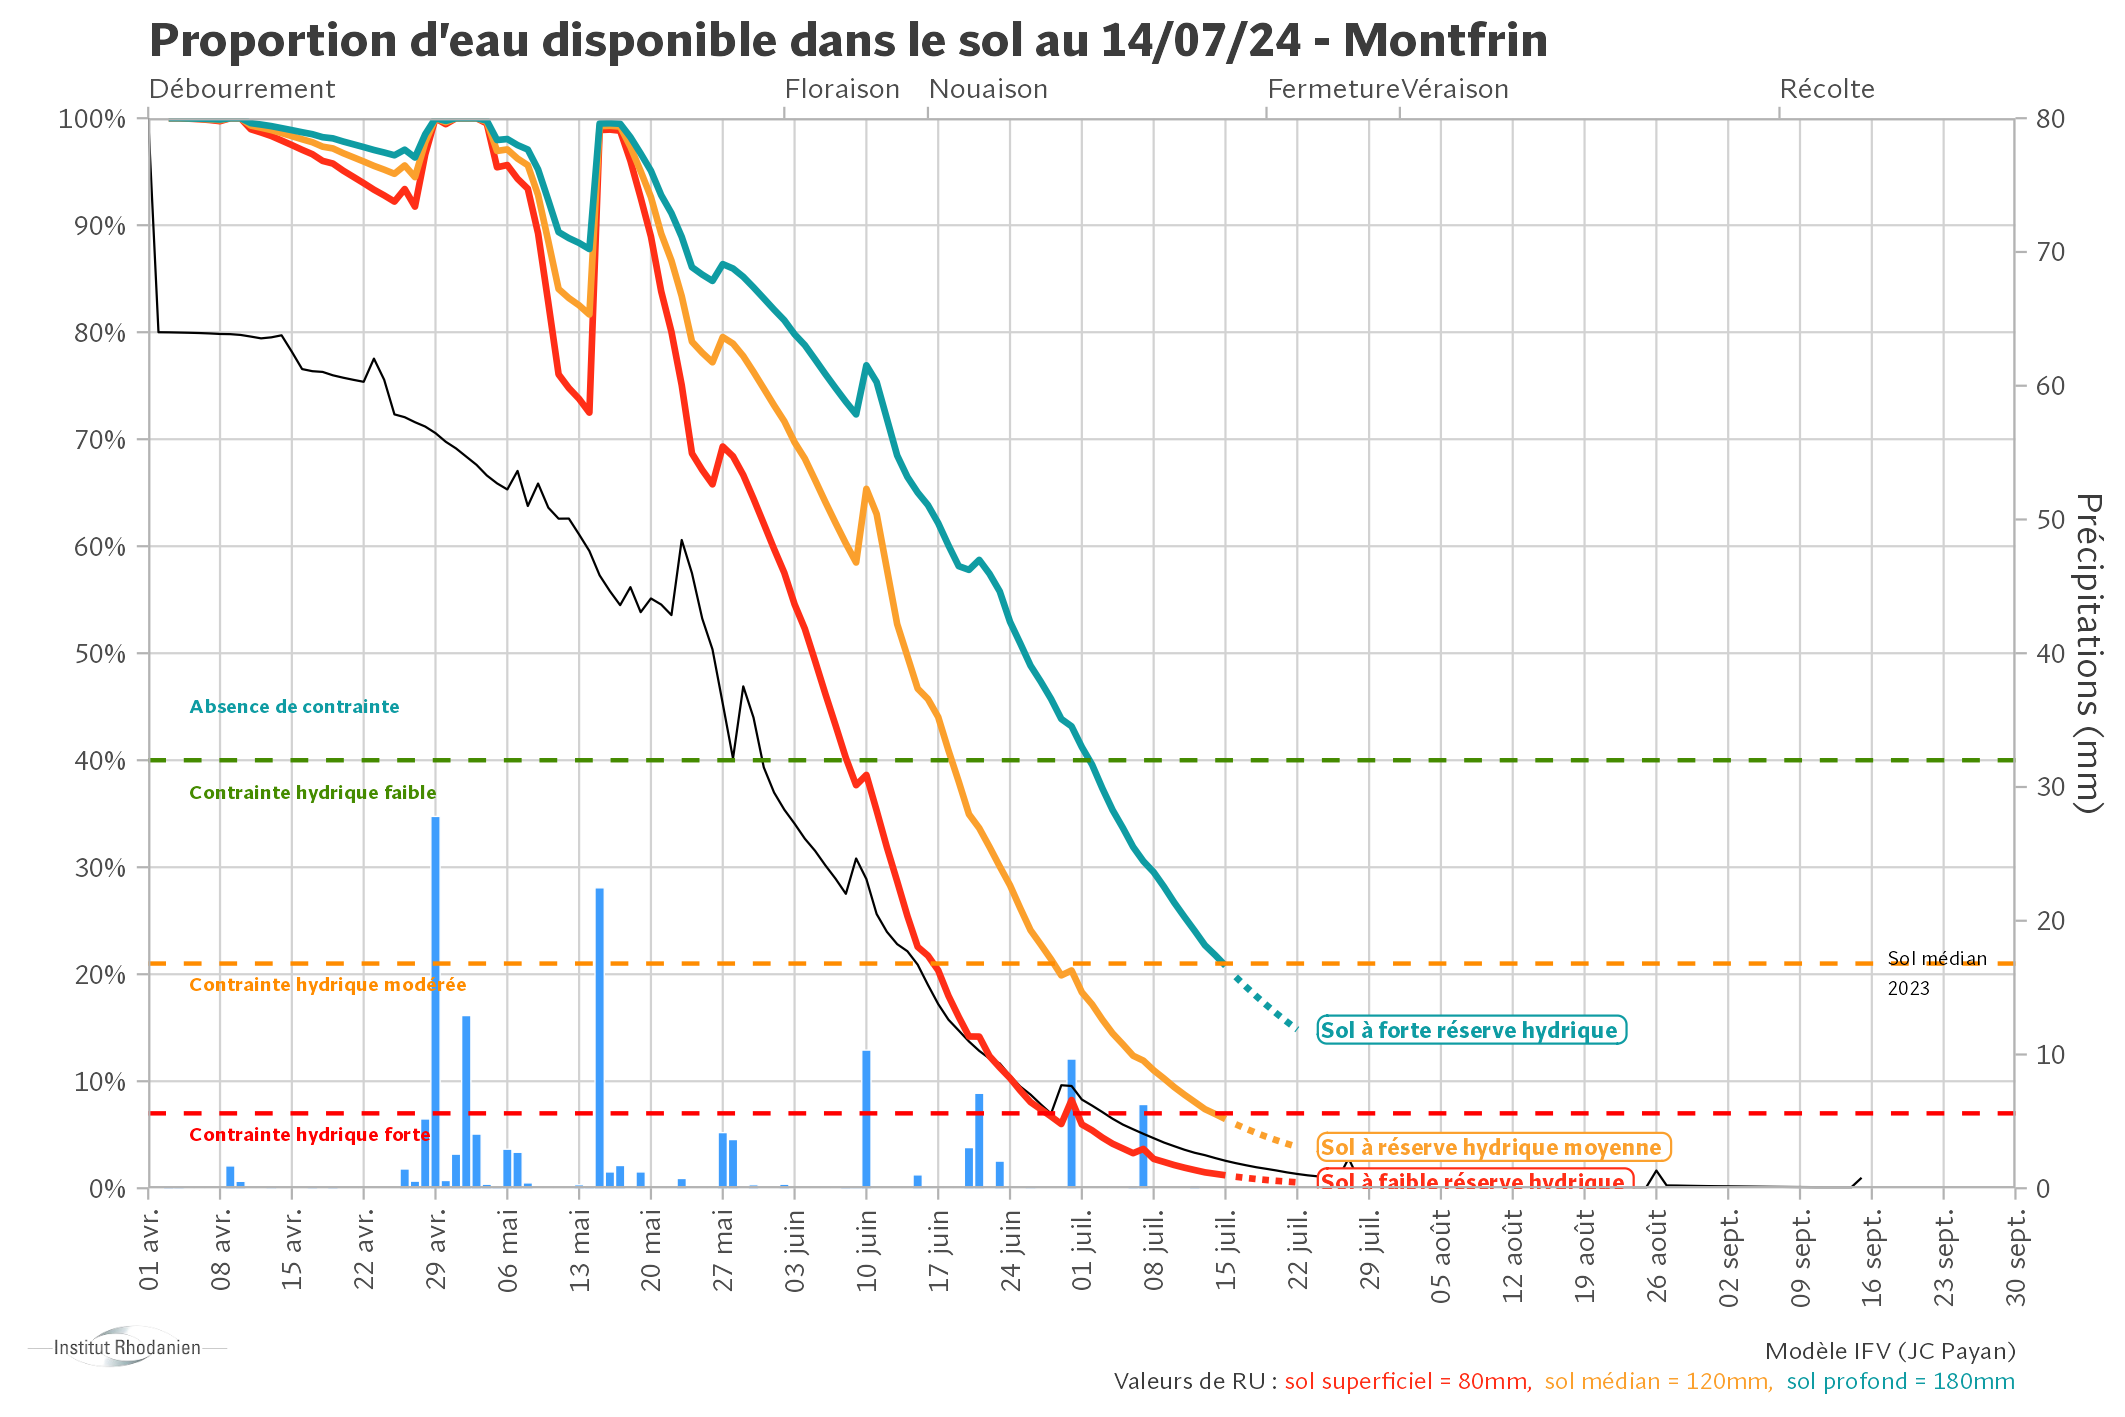 Proportion d'eau disponible dans le sol au 14/07/24 - Montfrin
Débourrement Floraison Nouaison Fermeture Véraison Récolte
100% 80
90%
70
80%
60
70%
50
60%
50% 40
40%
30
30%
20
20%
10
10%
0% 0
Précipitations (mm)
Absence de contrainte
Contrainte hydrique faible
Contrainte hydrique modérée
Contrainte hydrique forte
Sol médian
2023
Sol à forte réserve hydrique
Sol à réserve hydrique moyenne
Sol à faible réserve hydrique
01 avr. 08 avr. 15 avr. 22 avr. 29 avr. 06 mai 13 mai 20 mai 27 mai 03 juin 10 juin 17 juin 24 juin 01 juil. 08 juil. 15 juil. 22 juil. 29 juil. 05 août 12 août 19 août 26 août 02 sept. 09 sept. 16 sept. 23 sept. 30 sept.
Institut Rhodanien
Modèle IFV (JC Payan)
Valeurs de RU : sol superficiel = 80mm, sol médian = 120mm, sol profond = 180mm